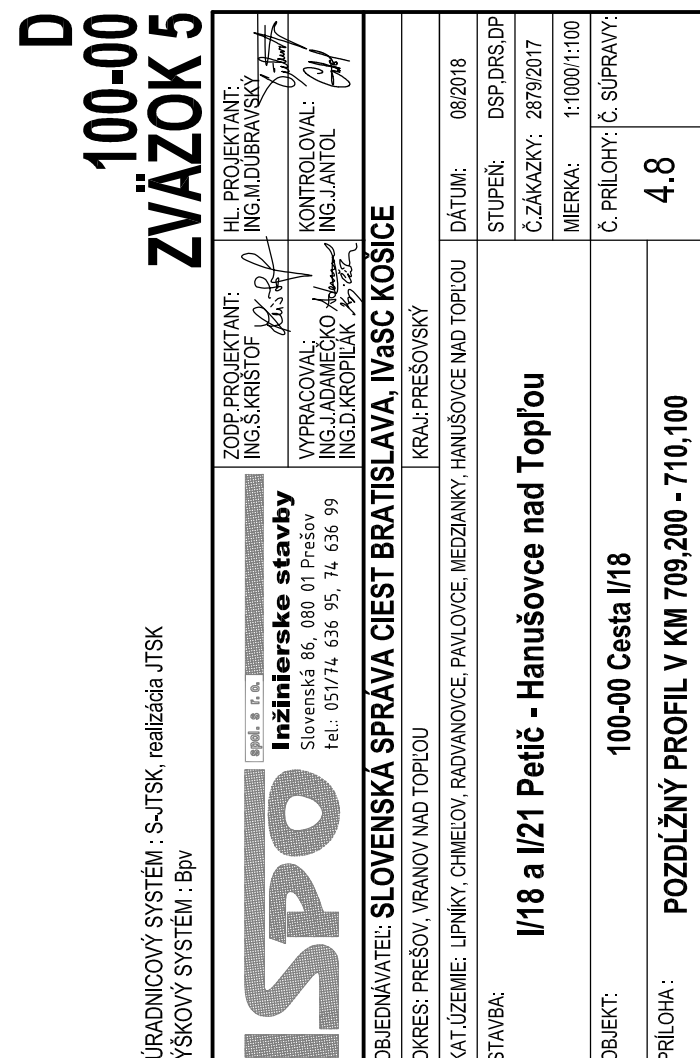 D
100-00
ZVÄZOK 5
ÚRADNICOVÝ SYSTÉM : S-JTSK, realizácia JTSK
ÝŠKOVÝ SYSTÉM : Bpv
ISPO
spol. s r.o.
Inžinierske stavby
Slovenská 86, 080 01 Prešov
tel.: 051/74 636 95, 74 636 99
ZODP.PROJEKTANT:
ING.Š.KRIŠTOF
HL. PROJEKTANT:
ING.M.DÚBRAVSKÝ
VYPRACOVAL:
ING.J.ADAMEČKO
ING.D.KROPIĽÁK
KONTROLOVAL:
ING.J.ANTOL
OBJEDNÁVATEĽ: SLOVENSKÁ SPRÁVA CIEST BRATISLAVA, IVaSC KOŠICE
OKRES: PREŠOV, VRANOV NAD TOPĽOU
KRAJ: PREŠOVSKÝ
KAT.ÚZEMIE: LIPNÍKY, CHMEĽOV, RADVANOVCE, PAVLOVCE, MEDZIANKY, HANUŠOVCE NAD TOPĽOU
DÁTUM: 08/2018
STAVBA:
I/18 a I/21 Petič - Hanušovce nad Topľou
STUPEŇ: DSP,DRS,DP
Č.ZÁKAZKY: 2879/2017
MIERKA: 1:1000/1:100
OBJEKT:
100-00 Cesta I/18
Č. PRÍLOHY:
Č. SÚPRAVY:
PRÍLOHA :
POZDĹŽNÝ PROFIL V KM 709,200 - 710,100
4.8